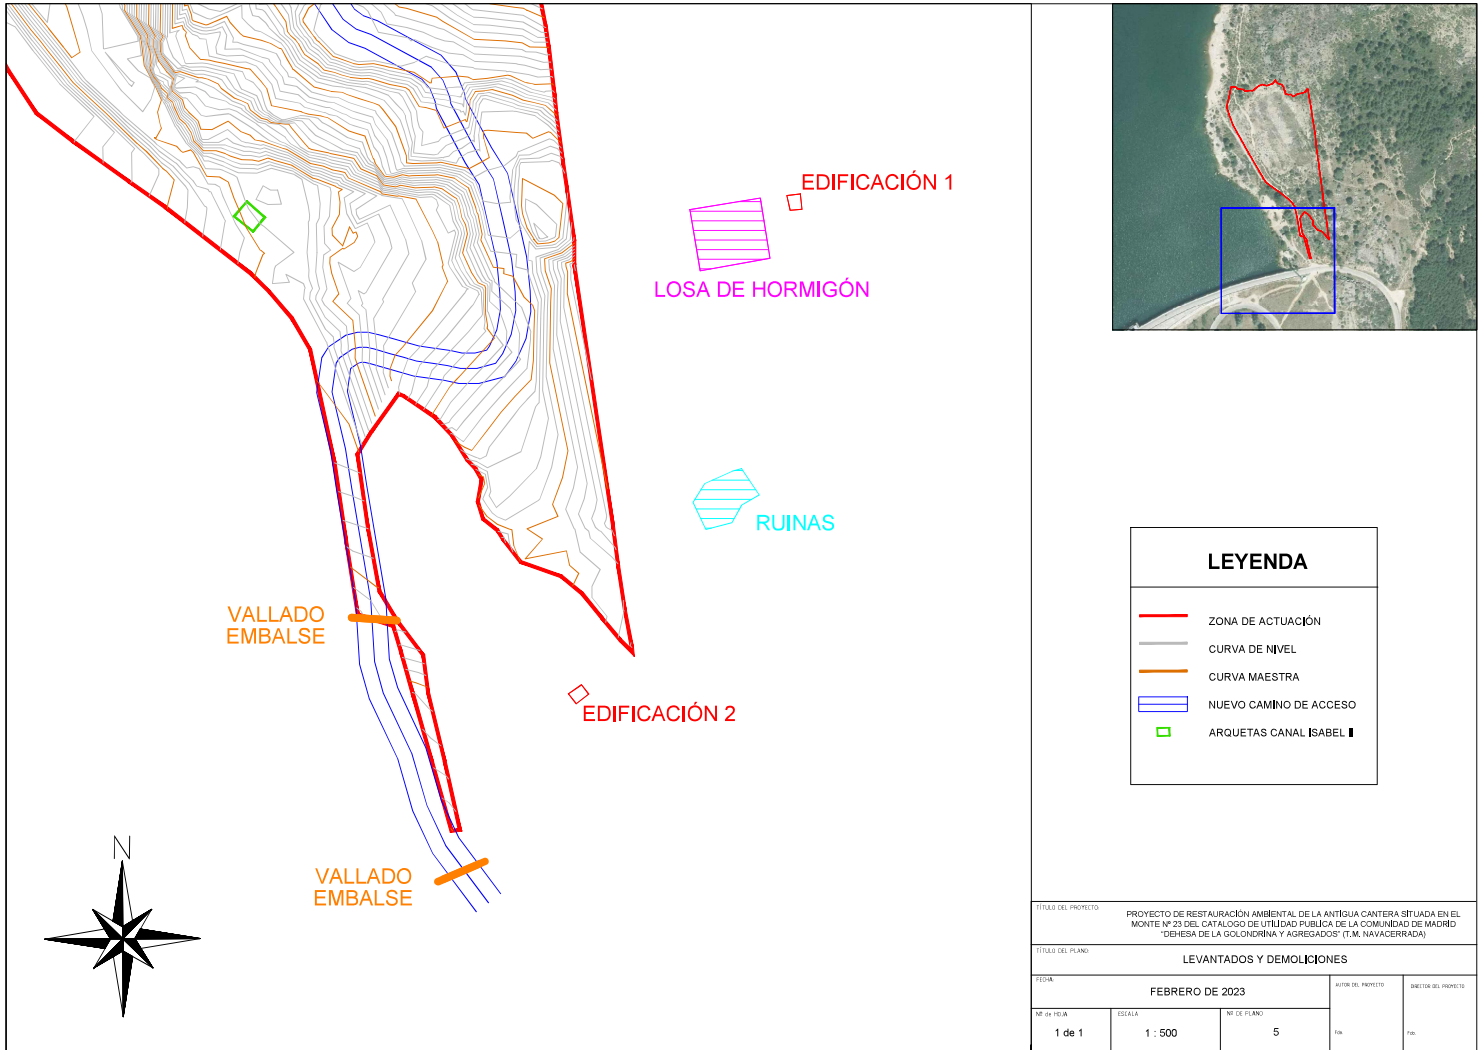 EDIFICACIÓN 1
LOSA DE HORMIGÓN
RUINAS
VALLADO
EMBALSE
EDIFICACIÓN 2
VALLADO
EMBALSE
N
LEYENDA
ZONA DE ACTUACIÓN
CURVA DE NIVEL
CURVA MAESTRA
NUEVO CAMINO DE ACCESO
ARQUETAS CANAL ISABEL II
TÍTULO DEL PROYECTO:
PROYECTO DE RESTAURACIÓN AMBIENTAL DE LA ANTIGUA CANTERA SITUADA EN EL
MONTE Nº 23 DEL CATALOGO DE UTILIDAD PUBLICA DE LA COMUNIDAD DE MADRID
"DEHESA DE LA GOLONDRINA Y AGREGADOS" (T.M. NAVACERRADA)
TÍTULO DEL PLANO:
LEVANTADOS Y DEMOLICIONES
FECHA:
FEBRERO DE 2023
AUTOR DEL PROYECTO
DIRECTOR DEL PROYECTO
Nº de HOJA
1 de 1
ESCALA
1 : 500
Nº DE PLANO
5
Fdo.
Fdo.